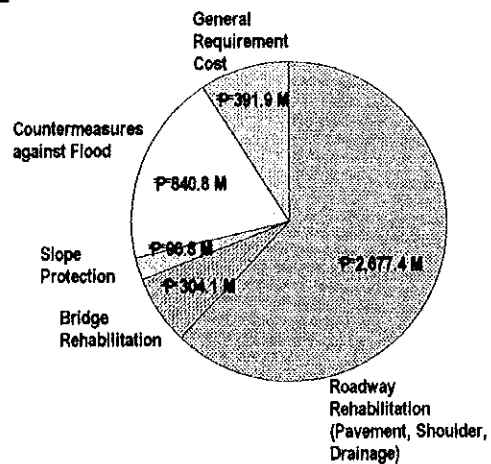 General
Requirement
Cost
₱391.9 M
Countermeasures
against Flood
₱840.8 M
Slope
Protection
M
₱304.1 M
Bridge
Rehabilitation
₱2,677.4 M
Roadway
Rehabilitation
(Pavement, Shoulder,
Drainage)